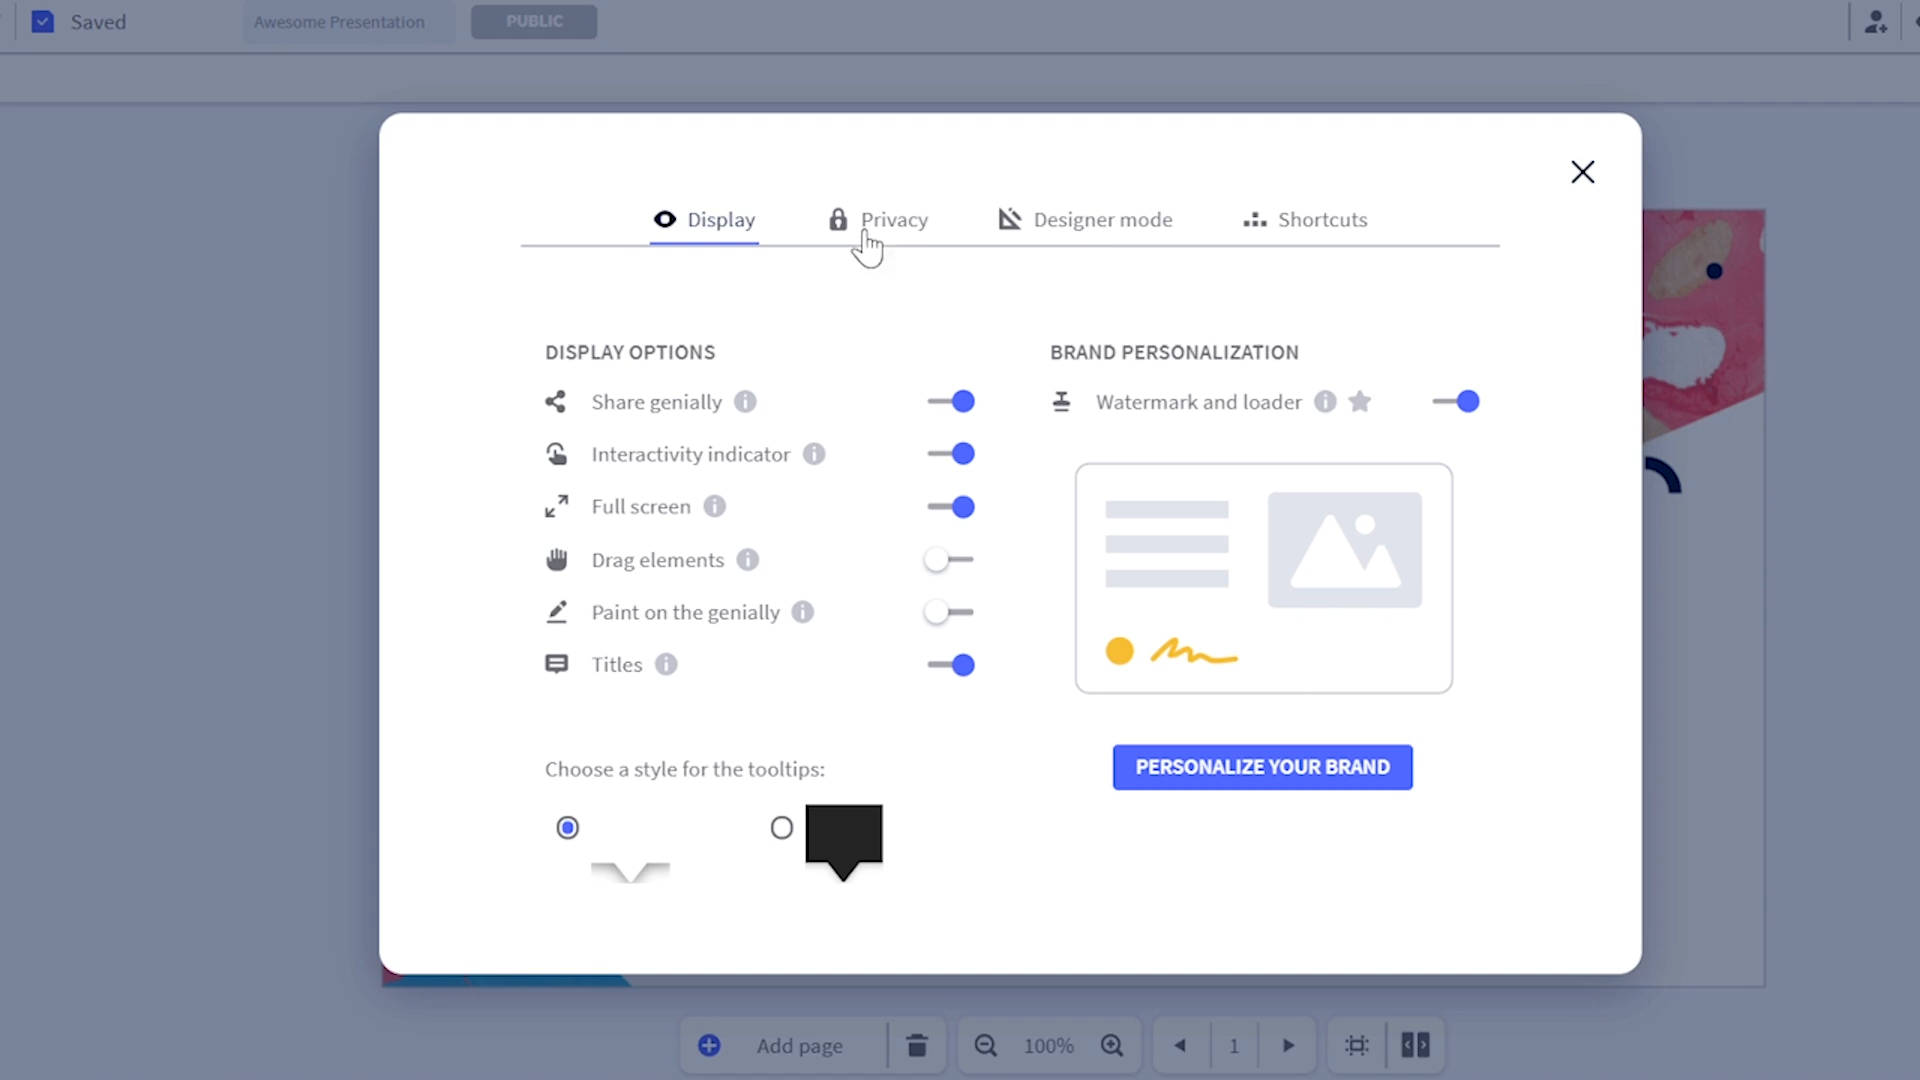 Saved
Awesome Presentation
PUBLIC
Display
Privacy
Designer mode
Shortcuts
DISPLAY OPTIONS
Share genially
Interactivity indicator
Full screen
Drag elements
Paint on the genially
Titles
Choose a style for the tooltips:
BRAND PERSONALIZATION
Watermark and loader
PERSONALIZE YOUR BRAND
Add page
100%
1